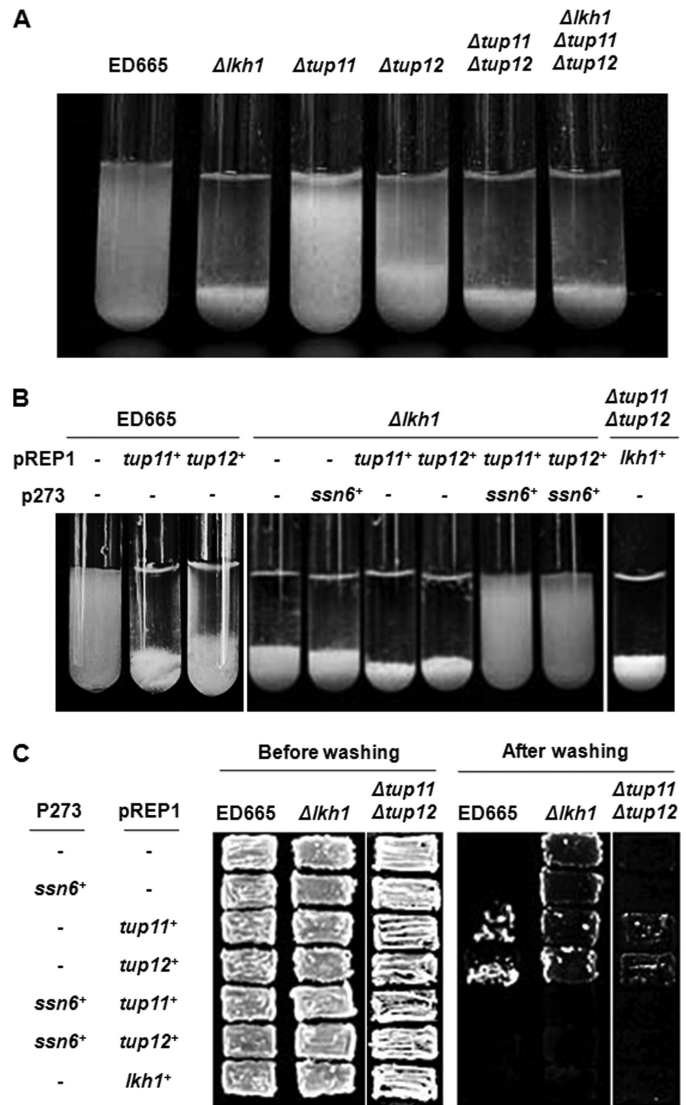 A
ED665 Δlkh1 Δtup11 Δtup12 Δtup11 Δtup12 Δlkh1 Δtup11 Δtup12
B
ED665 Δlkh1 Δtup11 Δtup12
pREP1 - tup11+ tup12+ - - tup11+ tup12+ tup11+ tup12+ lkh1+
p273 - - - - ssn6+ - - ssn6+ ssn6+ -
C
Before washing After washing
P273 pREP1 ED665 Δlkh1 Δtup11 Δtup12 ED665 Δlkh1 Δtup11 Δtup12
- -
ssn6+ -
- tup11+
- tup12+
ssn6+ tup11+
ssn6+ tup12+
- lkh1+